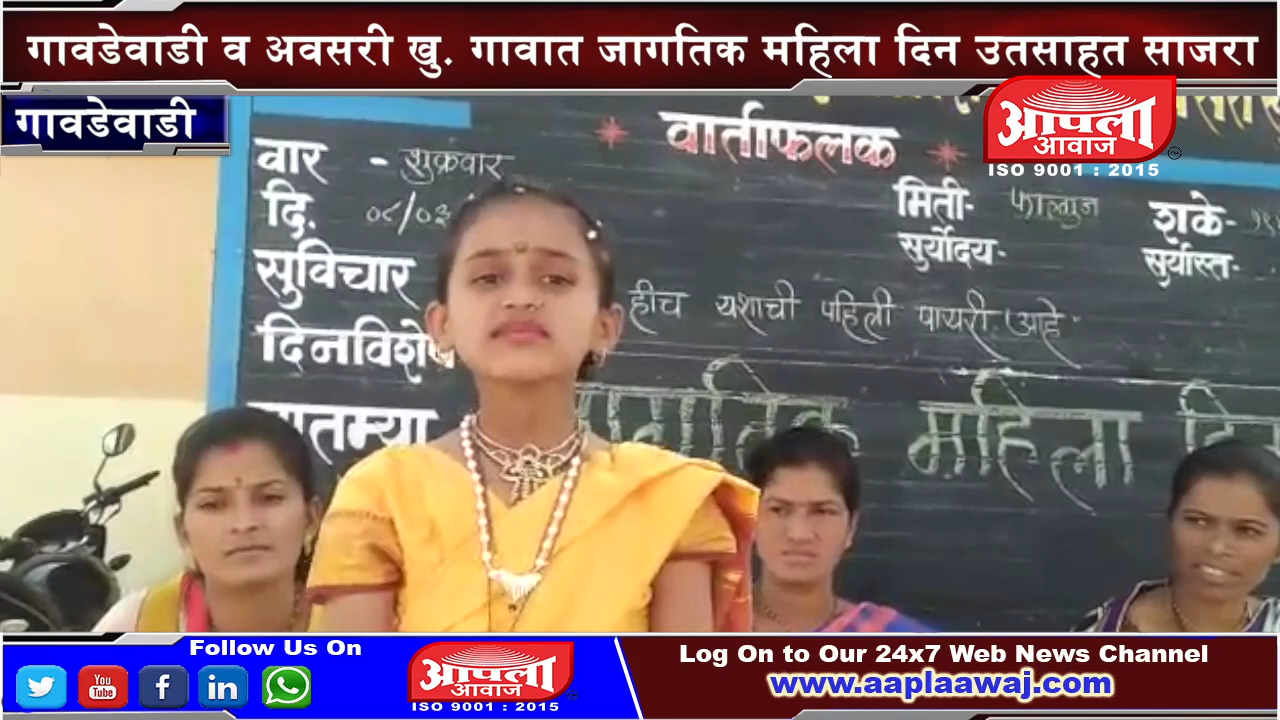 गावडेवाडी व अवसरी खु. गावात जागतिक महिला दिन उतसाहत साजरा
गावडेवाडी
आपला
आवाज
ISO 9001 : 2015
वार्ताफलक
वार - शुक्रवार
दि. ०८/०३
मिती- फाल्गुन
शके-
सुर्योदय-
सुर्यास्त-
सुविचार
हीच यशाची पहिली पायरी आहे
दिनविशेष
महिला
Follow Us On
You
Tube
आपला
आवाज
ISO 9001 : 2015
Log On to Our 24x7 Web News Channel
www.aaplaawaj.com